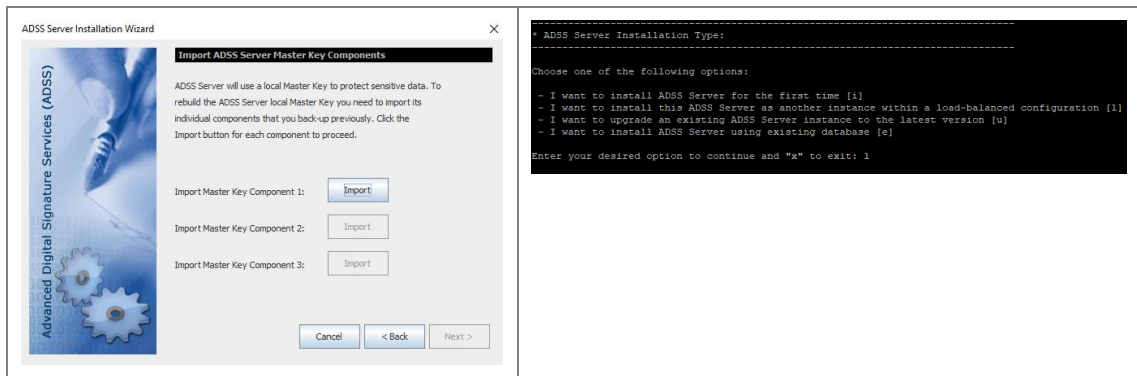 ADSS Server Installation Wizard
Advanced Digital Signature Services (ADSS)
Import ADSS Server Master Key Components
ADSS Server will use a local Master Key to protect sensitive data. To
rebuild the ADSS Server local Master Key you need to import its
individual components that you back-up previously. Click the
Import button for each component to proceed.
Import Master Key Component 1:
Import
Import Master Key Component 2:
Import
Import Master Key Component 3:
Import
Cancel
< Back
Next >
* ADSS Server Installation Type:
Choose one of the following options:
- I want to install ADSS Server for the first time [i]
- I want to install this ADSS Server as another instance within a load-balanced configuration [l]
- I want to upgrade an existing ADSS Server instance to the latest version [u]
- I want to install ADSS Server using existing database [e]
Enter your desired option to continue and "x" to exit: l